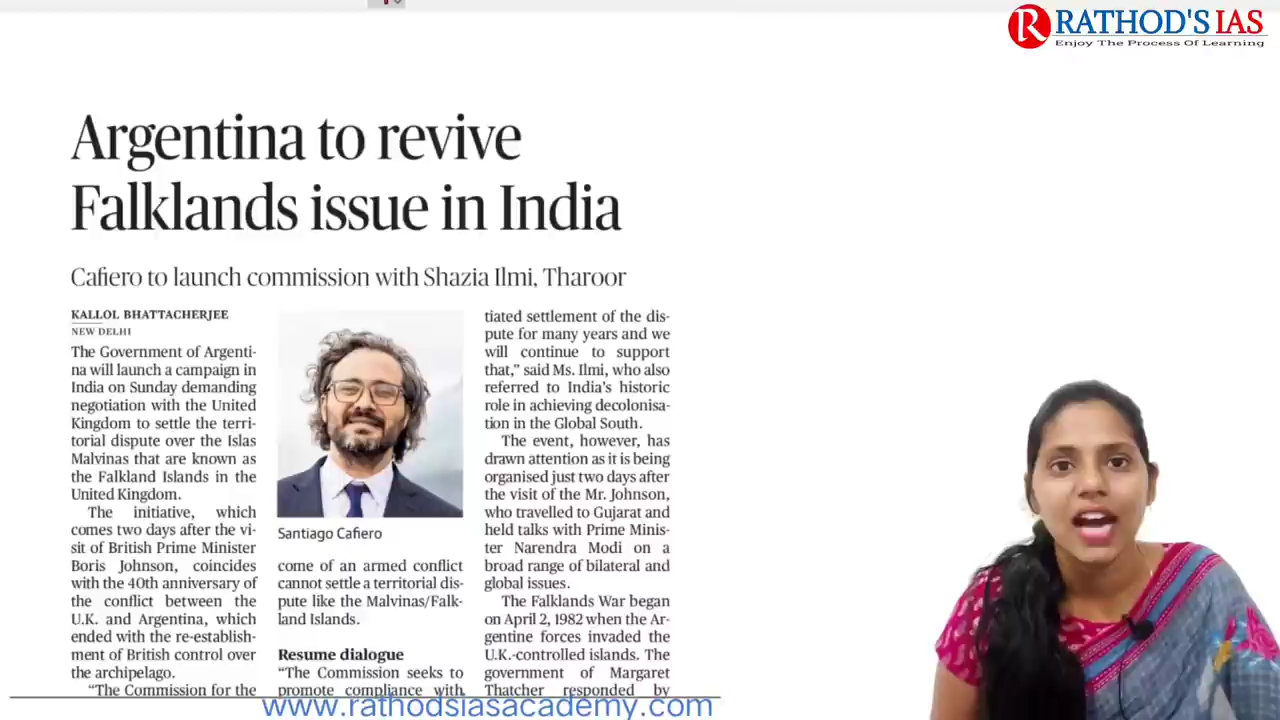 RATHOD'S IAS
Enjoy The Process Of Learning
Argentina to revive
Falklands issue in India
Cafiero to launch commission with Shazia Ilmi, Tharoor
KALLOL BHATTACHERJEE
NEW DELHI
The Government of Argenti-
na will launch a campaign in
India on Sunday demanding
negotiation with the United
Kingdom to settle the terri-
torial dispute over the Islas
Malvinas that are known as
the Falkland Islands in the
United Kingdom.
The initiative, which
comes two days after the vi-
sit of British Prime Minister
Boris Johnson, coincides
with the 40th anniversary of
the conflict between the
U.K. and Argentina, which
ended with the re-establish-
ment of British control over
the archipelago.
"The Commission for the
Santiago Cafiero
come of an armed conflict
cannot settle a territorial dis-
pute like the Malvinas/Falk-
land Islands.
Resume dialogue
"The Commission seeks to
promote compliance with
tiated settlement of the dis-
pute for many years and we
will continue to support
that," said Ms. Ilmi, who also
referred to India's historic
role in achieving decolonisa-
tion in the Global South.
The event, however, has
drawn attention as it is being
organised just two days after
the visit of the Mr. Johnson,
who travelled to Gujarat and
held talks with Prime Minis-
ter Narendra Modi on a
broad range of bilateral and
global issues.
The Falklands War began
on April 2, 1982 when the Ar-
gentine forces invaded the
U.K.-controlled islands. The
government of Margaret
Thatcher responded by
www.rathodsiasacademy.com